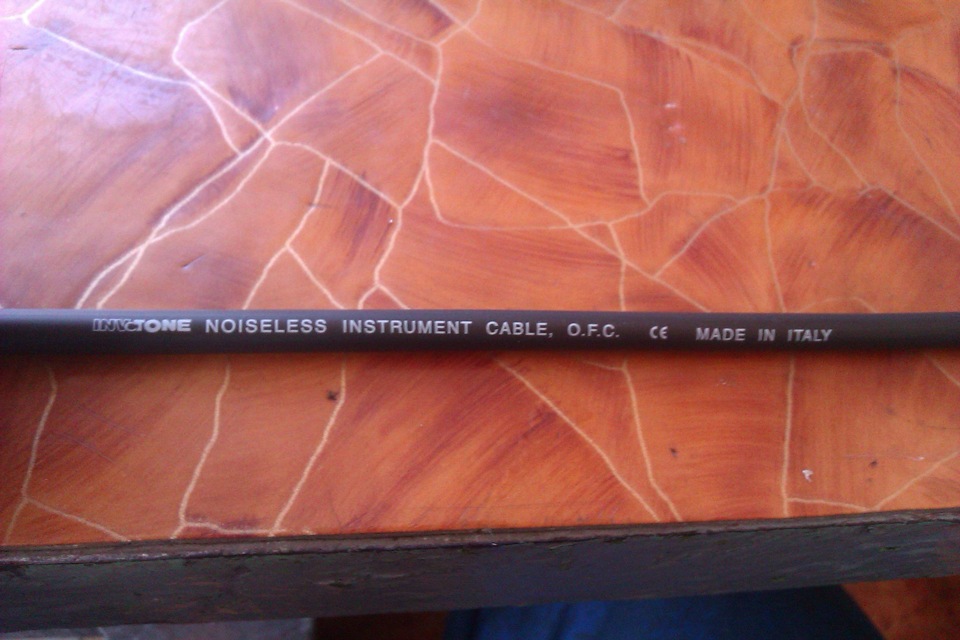 INVOTONE NOISELESS INSTRUMENT CABLE, O.F.C. CE MADE IN ITALY